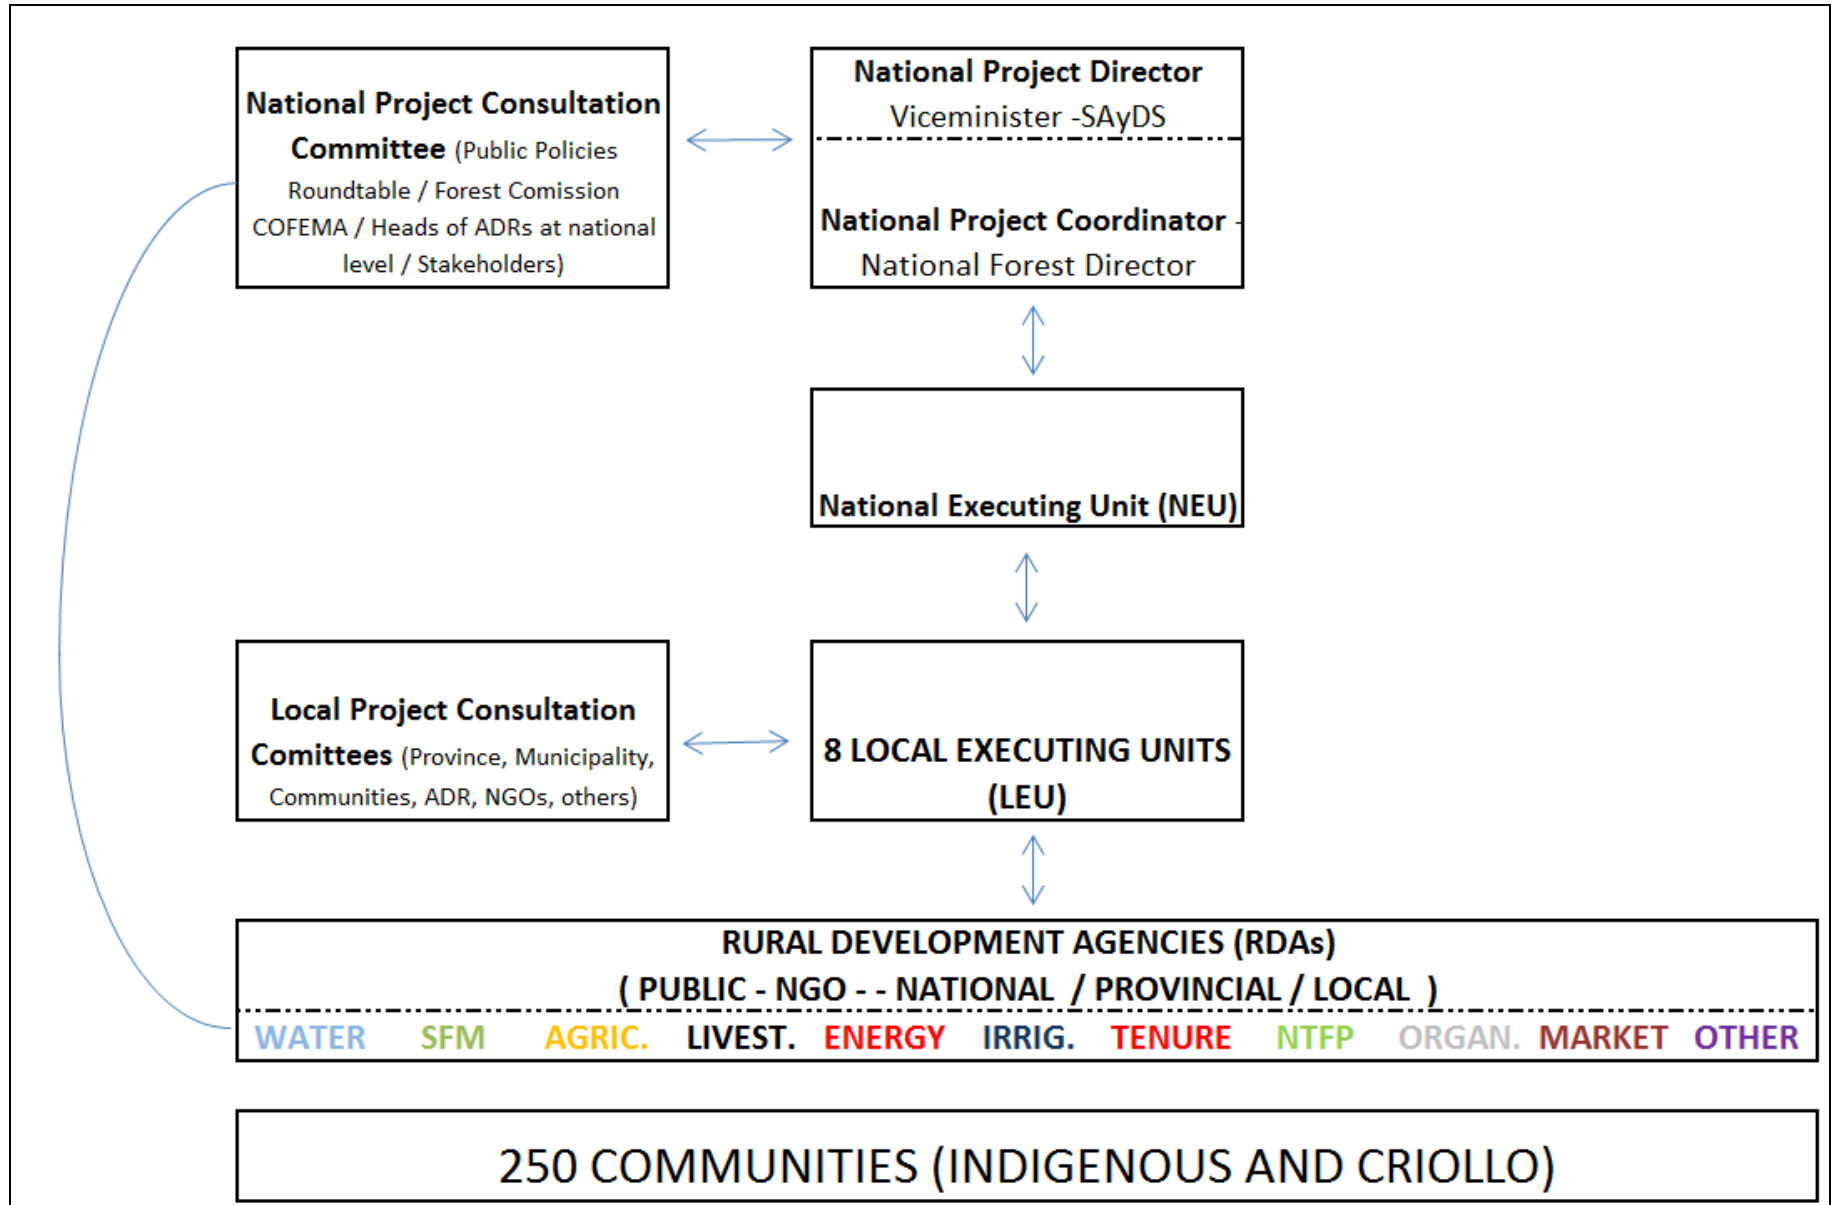 National Project Consultation
Committee (Public Policies
Roundtable / Forest Comission
COFEMA / Heads of ADRs at national
level / Stakeholders)
National Project Director
Viceminister -SAyDS
National Project Coordinator -
National Forest Director
National Executing Unit (NEU)
Local Project Consultation
Comittees (Province, Municipality,
Communities, ADR, NGOs, others)
8 LOCAL EXECUTING UNITS
(LEU)
RURAL DEVELOPMENT AGENCIES (RDAs)
( PUBLIC - NGO - - NATIONAL / PROVINCIAL / LOCAL )
WATER SFM AGRIC. LIVEST. ENERGY IRRIG. TENURE NTFP ORGAN. MARKET OTHER
250 COMMUNITIES (INDIGENOUS AND CRIOLLO)